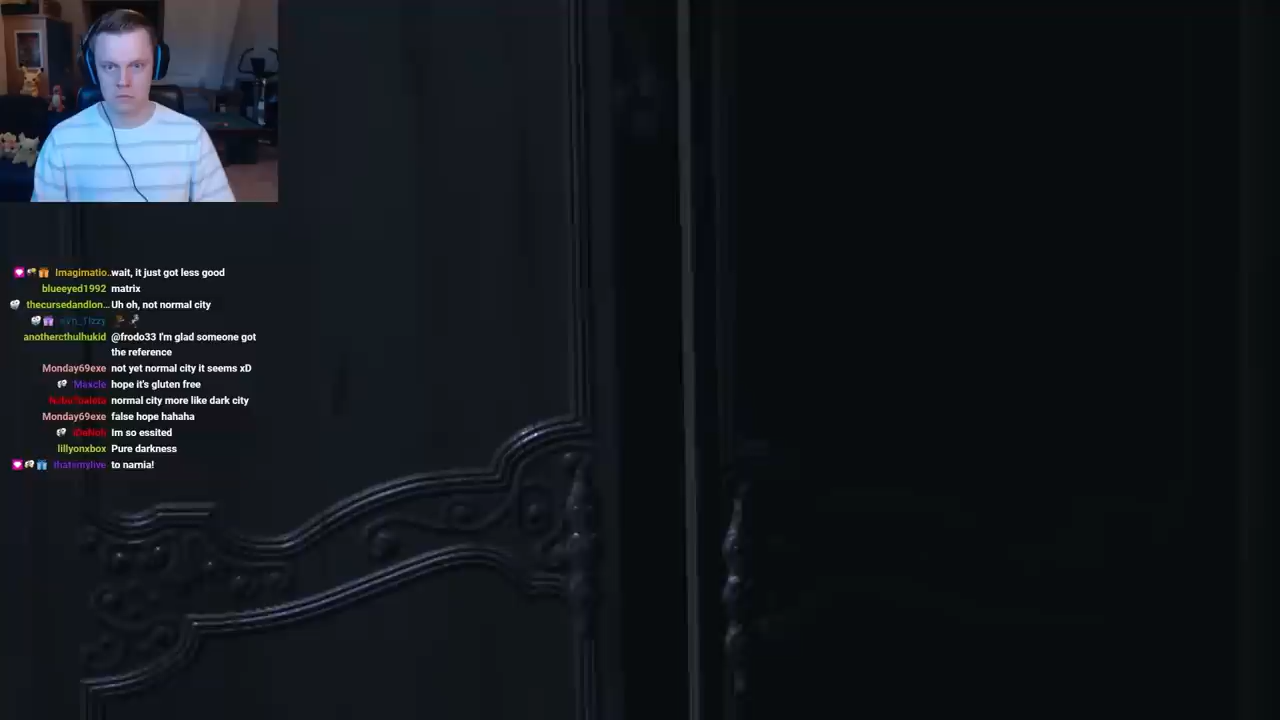 Imaginatio.. wait, it just got less good
blueeyed1992 matrix
thecursedandlon... Uh oh, not normal city
anothercthulhukid @frodo33 I'm glad someone got
the reference
Monday69exe not yet normal city it seems xD
hope it's gluten free
normal city more like dark city
Monday69exe false hope hahaha
Im so essited
lillyonxbox Pure darkness
thatsmylive to narnia!